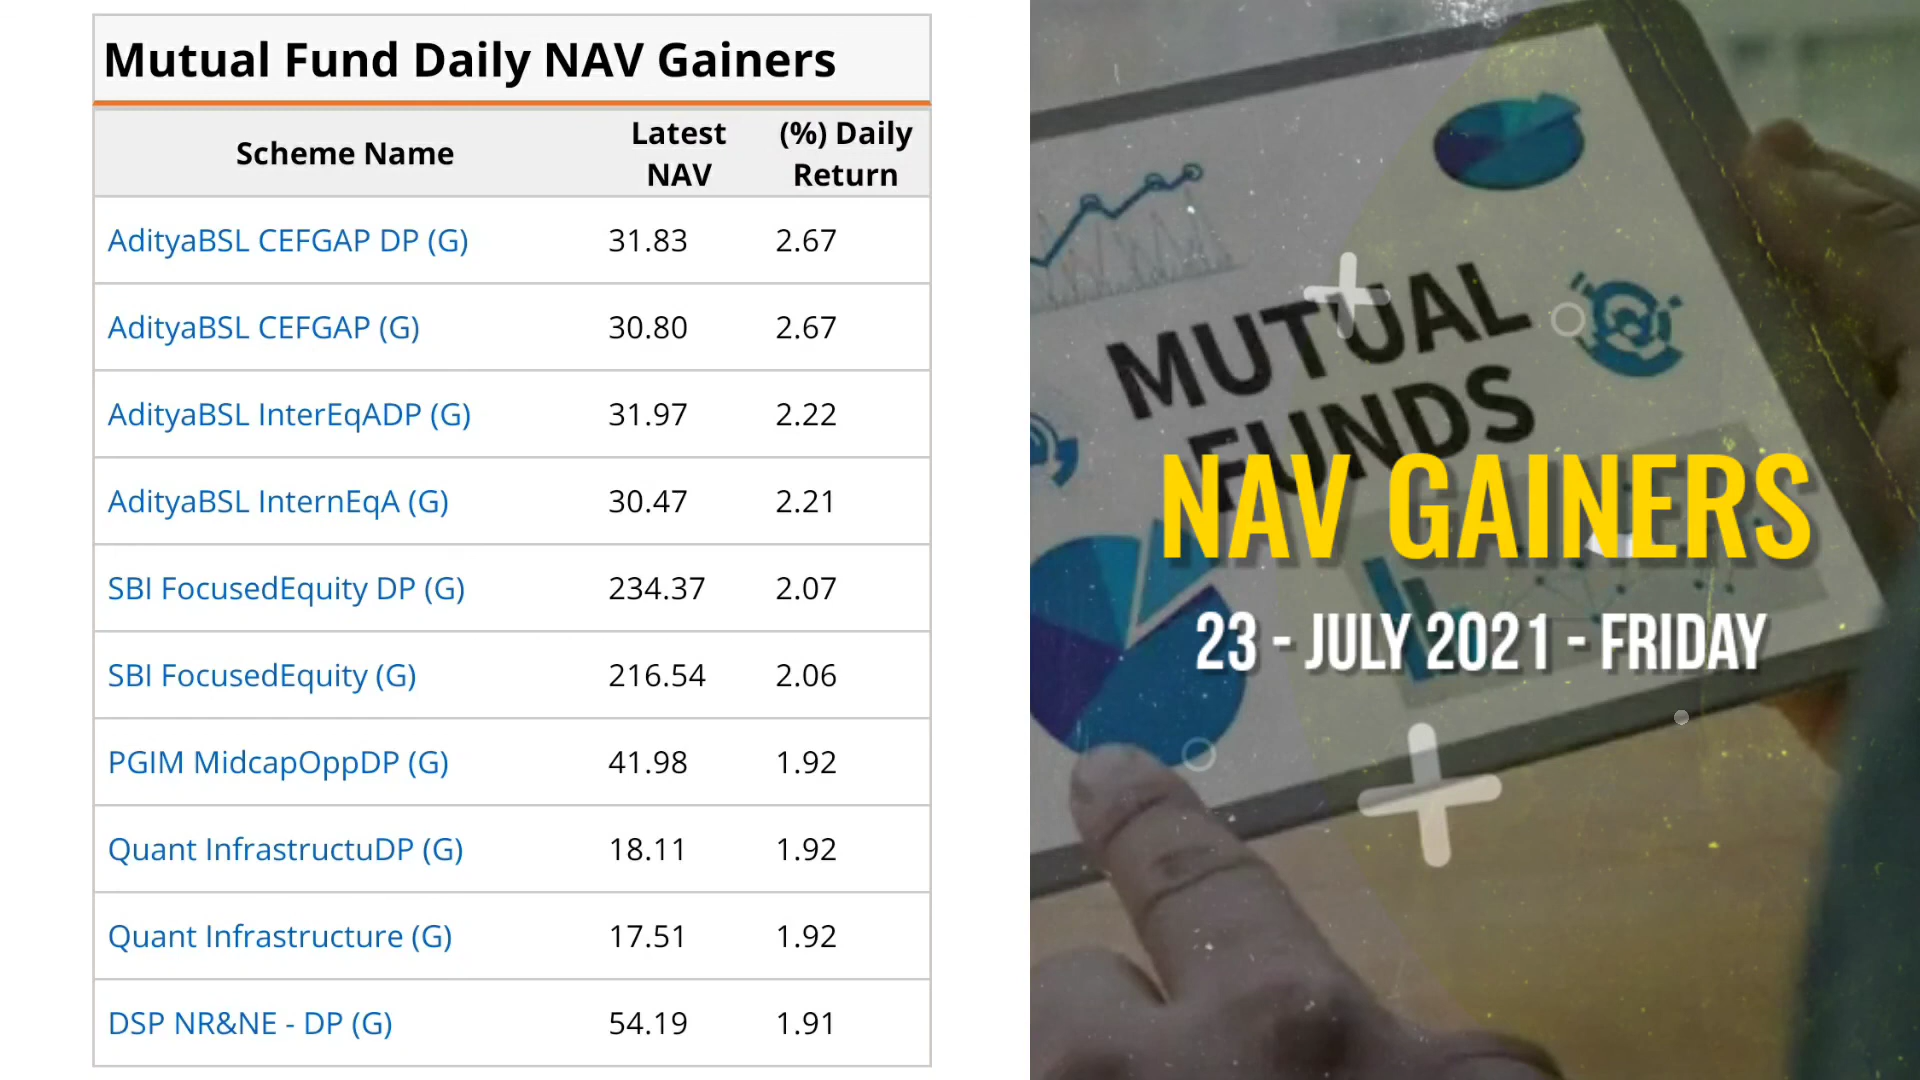 Mutual Fund Daily NAV Gainers
Scheme Name Latest NAV (%) Daily Return
AdityaBSL CEFGAP DP (G) 31.83 2.67
AdityaBSL CEFGAP (G) 30.80 2.67
AdityaBSL InterEqADP (G) 31.97 2.22
AdityaBSL InternEqA (G) 30.47 2.21
SBI FocusedEquity DP (G) 234.37 2.07
SBI FocusedEquity (G) 216.54 2.06
PGIM MidcapOppDP (G) 41.98 1.92
Quant InfrastructuDP (G) 18.11 1.92
Quant Infrastructure (G) 17.51 1.92
DSP NR&NE - DP (G) 54.19 1.91
MUTUAL
FUNDS
NAV GAINERS
23 - JULY 2021 - FRIDAY